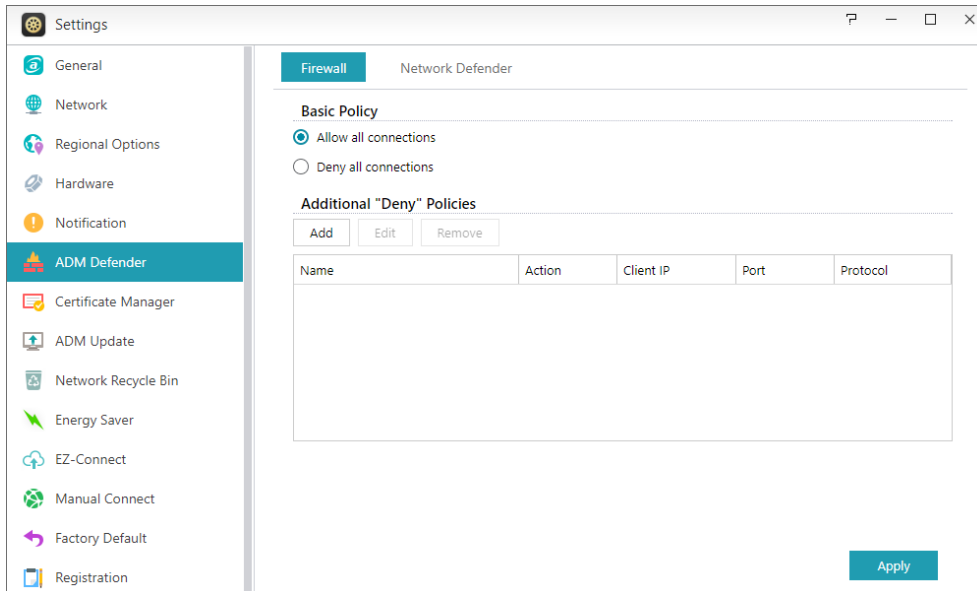 Settings
General
Network
Regional Options
Hardware
Notification
ADM Defender
Certificate Manager
ADM Update
Network Recycle Bin
Energy Saver
EZ-Connect
Manual Connect
Factory Default
Registration
Firewall Network Defender
Basic Policy
Allow all connections
Deny all connections
Additional "Deny" Policies
Add Edit Remove
Name Action Client IP Port Protocol
Apply